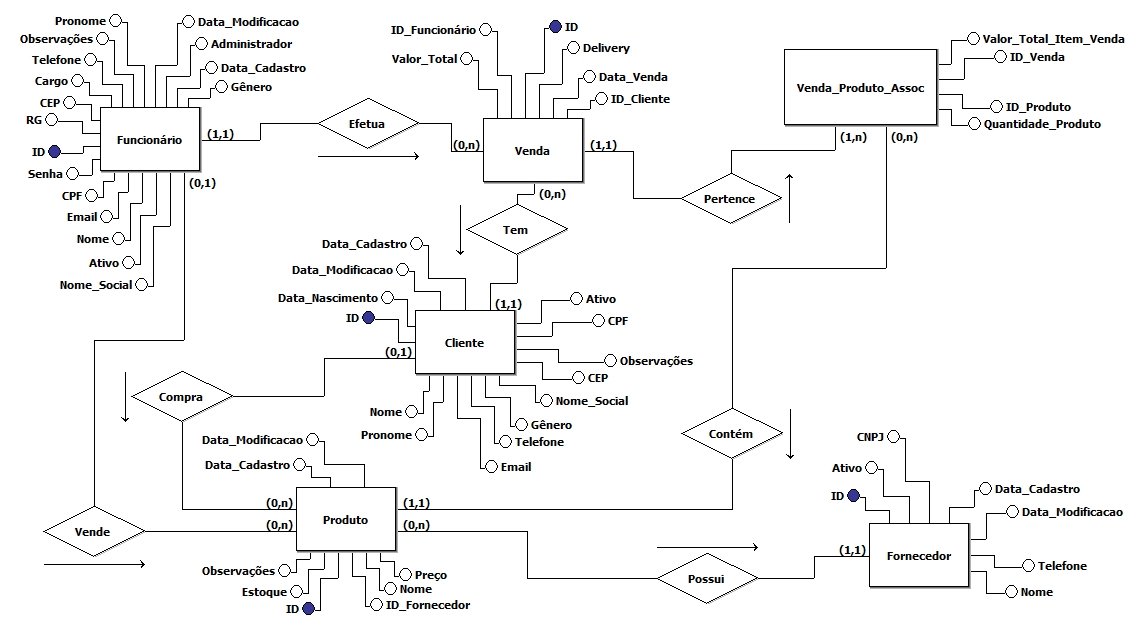 Pronome
Data_Modificacao
Observações
Administrador
Telefone
Data_Cadastro
Cargo
Gênero
CEP
RG
Funcionário
(1,1)
ID
Senha
(0,1)
CPF
Email
Nome
Ativo
Nome_Social
Efetua
ID_Funcionário
ID
Delivery
Valor_Total
Data_Venda
ID_Cliente
(0,n)
Venda
(1,1)
(0,n)
Tem
Pertence
Valor_Total_Item_Venda
ID_Venda
Venda_Produto_Assoc
ID_Produto
Quantidade_Produto
(1,n)
(0,n)
Data_Cadastro
Data_Modificacao
Data_Nascimento
(1,1)
Ativo
ID
CPF
Cliente
(0,1)
Observações
CEP
Nome_Social
Nome
Gênero
Pronome
Telefone
Email
Compra
Contém
Data_Modificacao
Data_Cadastro
(0,n)
(1,1)
Produto
(0,n)
(0,n)
Vende
Observações
Preço
Estoque
Nome
ID
ID_Fornecedor
Possui
CNPJ
Ativo
ID
Data_Cadastro
Data_Modificacao
(1,1)
Fornecedor
Telefone
Nome